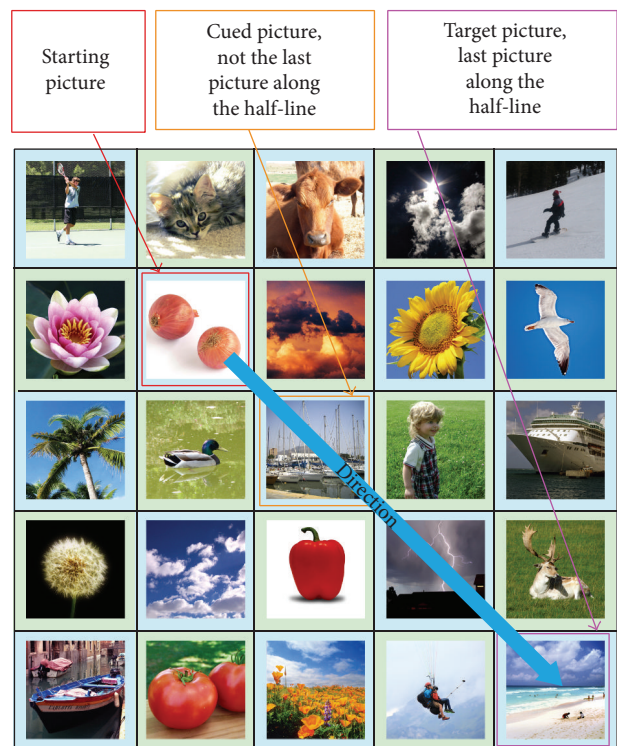 Starting
picture
Cued picture,
not the last
picture along
the half-line
Target picture,
last picture
along the
half-line
Direction